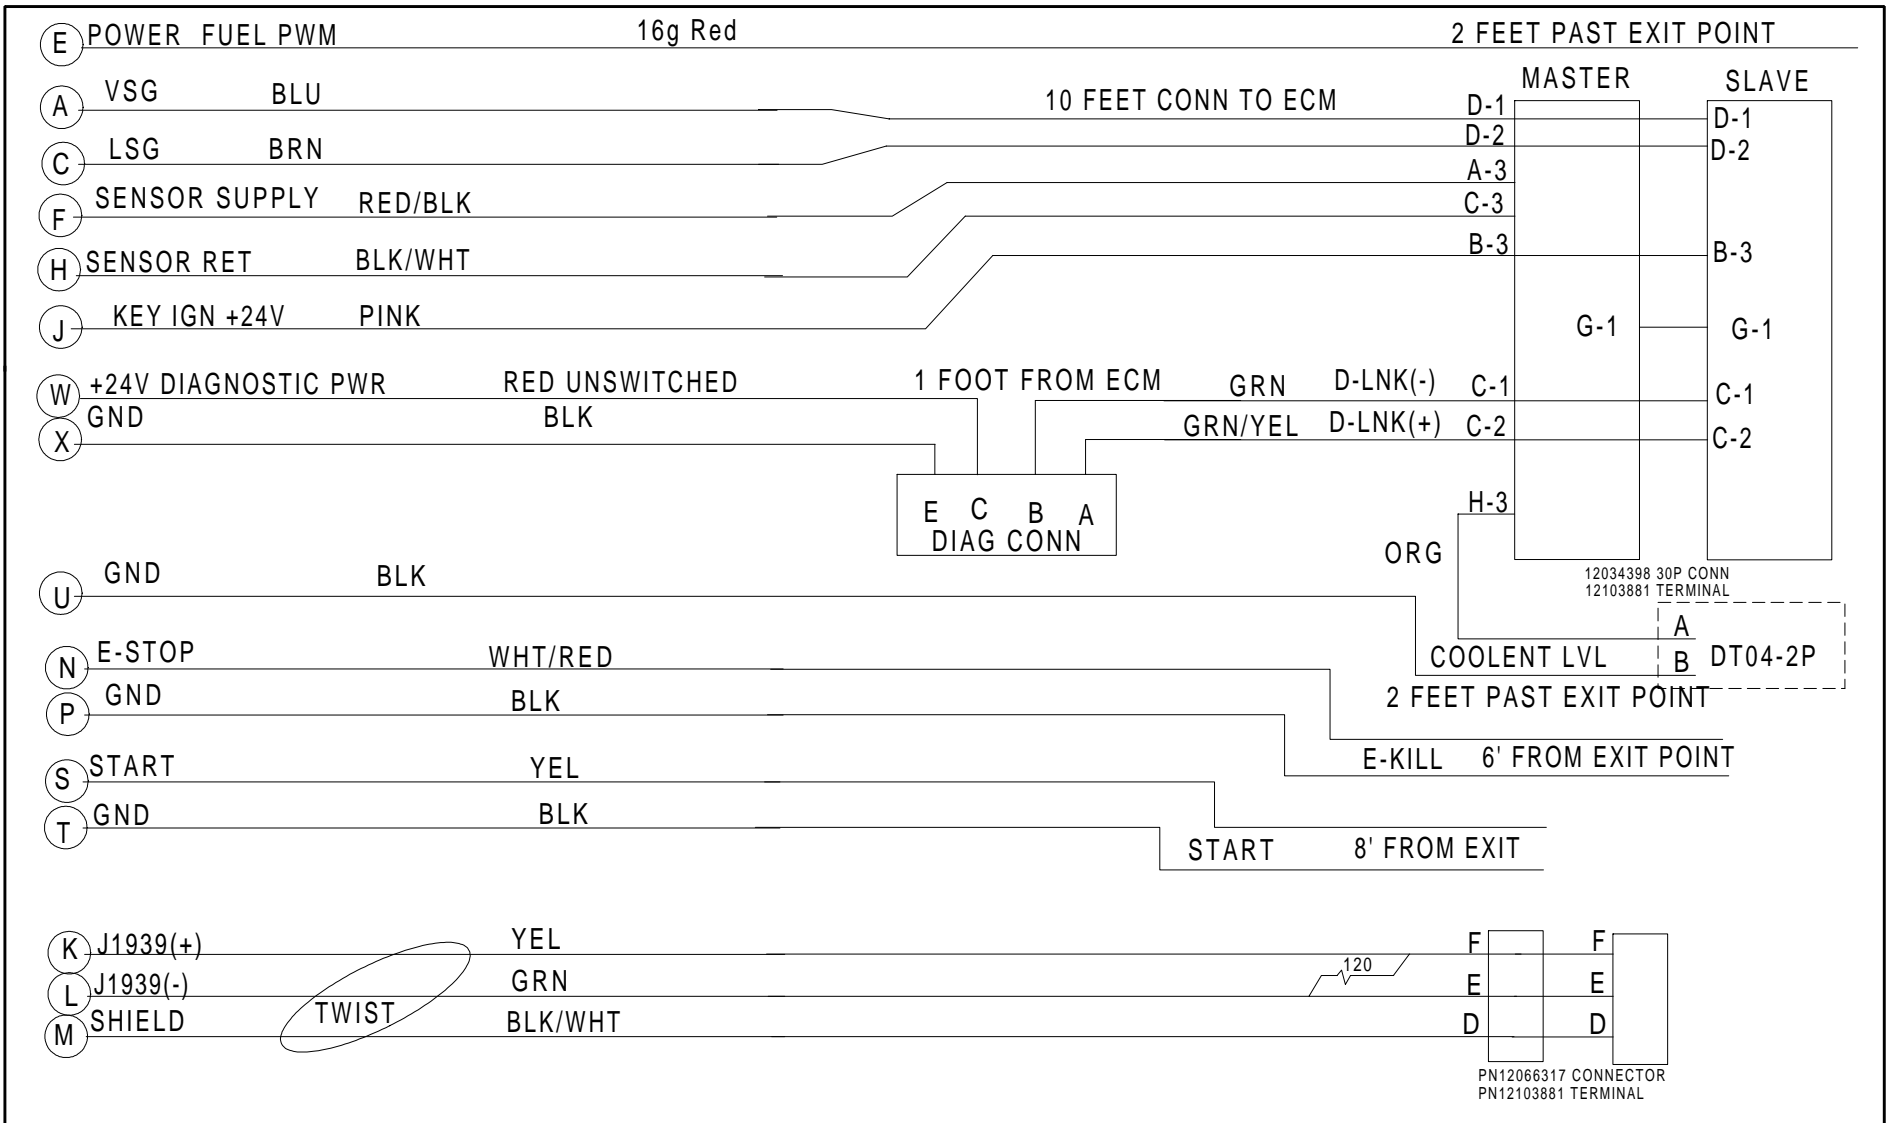 E POWER FUEL PWM 16g Red 2 FEET PAST EXIT POINT
MASTER SLAVE
A VSG BLU 10 FEET CONN TO ECM D-1 D-1
C LSG BRN D-2 D-2
F SENSOR SUPPLY RED/BLK A-3
H SENSOR RET BLK/WHT C-3
J KEY IGN +24V PINK B-3 B-3
G-1 G-1
W +24V DIAGNOSTIC PWR RED UNSWITCHED 1 FOOT FROM ECM GRN D-LNK(-) C-1 C-1
X GND BLK GRN/YEL D-LNK(+) C-2 C-2
E C B A
DIAG CONN
H-3
ORG
12034398 30P CONN
12103881 TERMINAL
U GND BLK
A
COOLENT LVL B DT04-2P
2 FEET PAST EXIT POINT
N E-STOP WHT/RED
P GND BLK
E-KILL 6' FROM EXIT POINT
S START YEL
T GND BLK
START 8' FROM EXIT
K J1939(+) YEL F F
120
L J1939(-) GRN E E
TWIST
M SHIELD BLK/WHT D D
PN12066317 CONNECTOR
PN12103881 TERMINAL